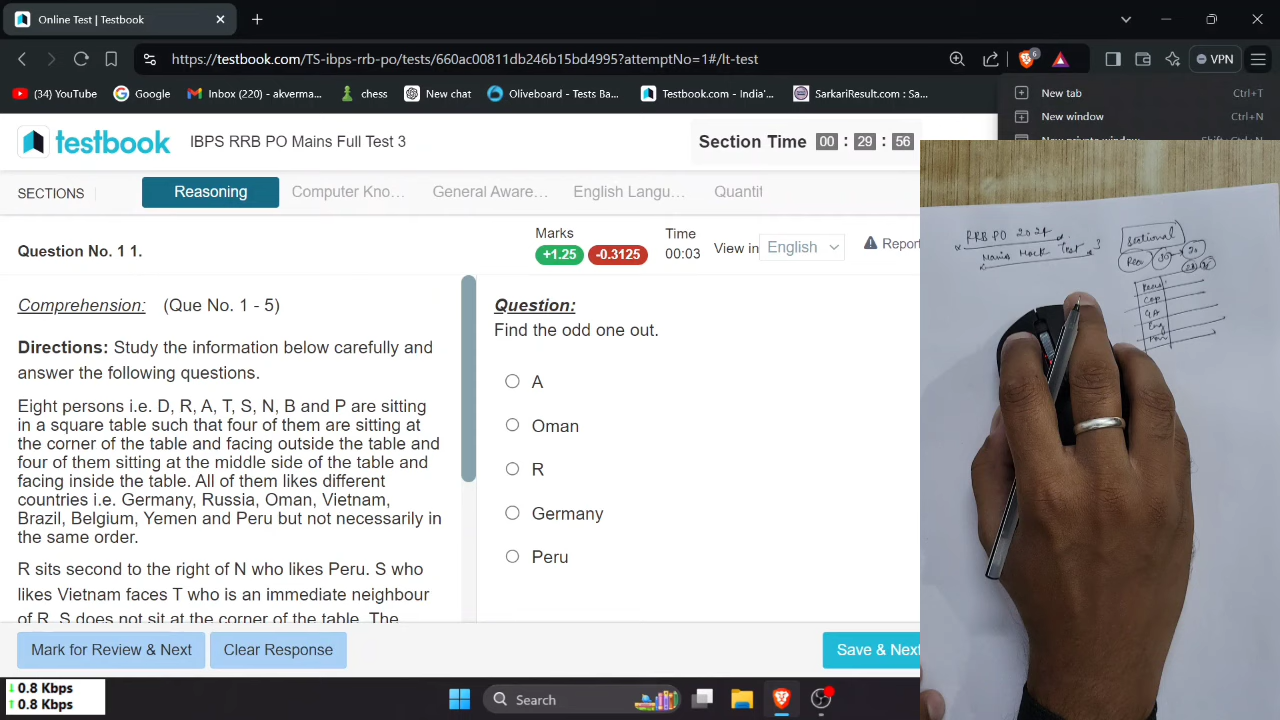 Online Test | Testbook
https://testbook.com/TS-ibps-rrb-po/tests/660ac00811db246b15bd4995?attemptNo=1#/lt-test
6
VPN
(34) YouTube
Google
Inbox (220) - akverma...
chess
New chat
Oliveboard - Tests Ba...
Testbook.com - India'...
SarkariResult.com : Sa...
New tab
Ctrl+T
New window
Ctrl+N
testbook
IBPS RRB PO Mains Full Test 3
Section Time 00 : 29 : 56
SECTIONS
Reasoning
Computer Kno...
General Aware...
English Langu...
Quantit
Question No. 1 1.
Marks
+1.25
-0.3125
Time
00:03
View in
English
Report
Comprehension: (Que No. 1 - 5)
Directions: Study the information below carefully and
answer the following questions.
Eight persons i.e. D, R, A, T, S, N, B and P are sitting
in a square table such that four of them are sitting at
the corner of the table and facing outside the table and
four of them sitting at the middle side of the table and
facing inside the table. All of them likes different
countries i.e. Germany, Russia, Oman, Vietnam,
Brazil, Belgium, Yemen and Peru but not necessarily in
the same order.
R sits second to the right of N who likes Peru. S who
likes Vietnam faces T who is an immediate neighbour
of R. S does not sit at the corner of the table. The
Question:
Find the odd one out.
A
Oman
R
Germany
Peru
Mark for Review & Next
Clear Response
Save & Next
0.8 Kbps
0.8 Kbps
Search
RRB PO 2024
Mains Mock Test 3
Sectional